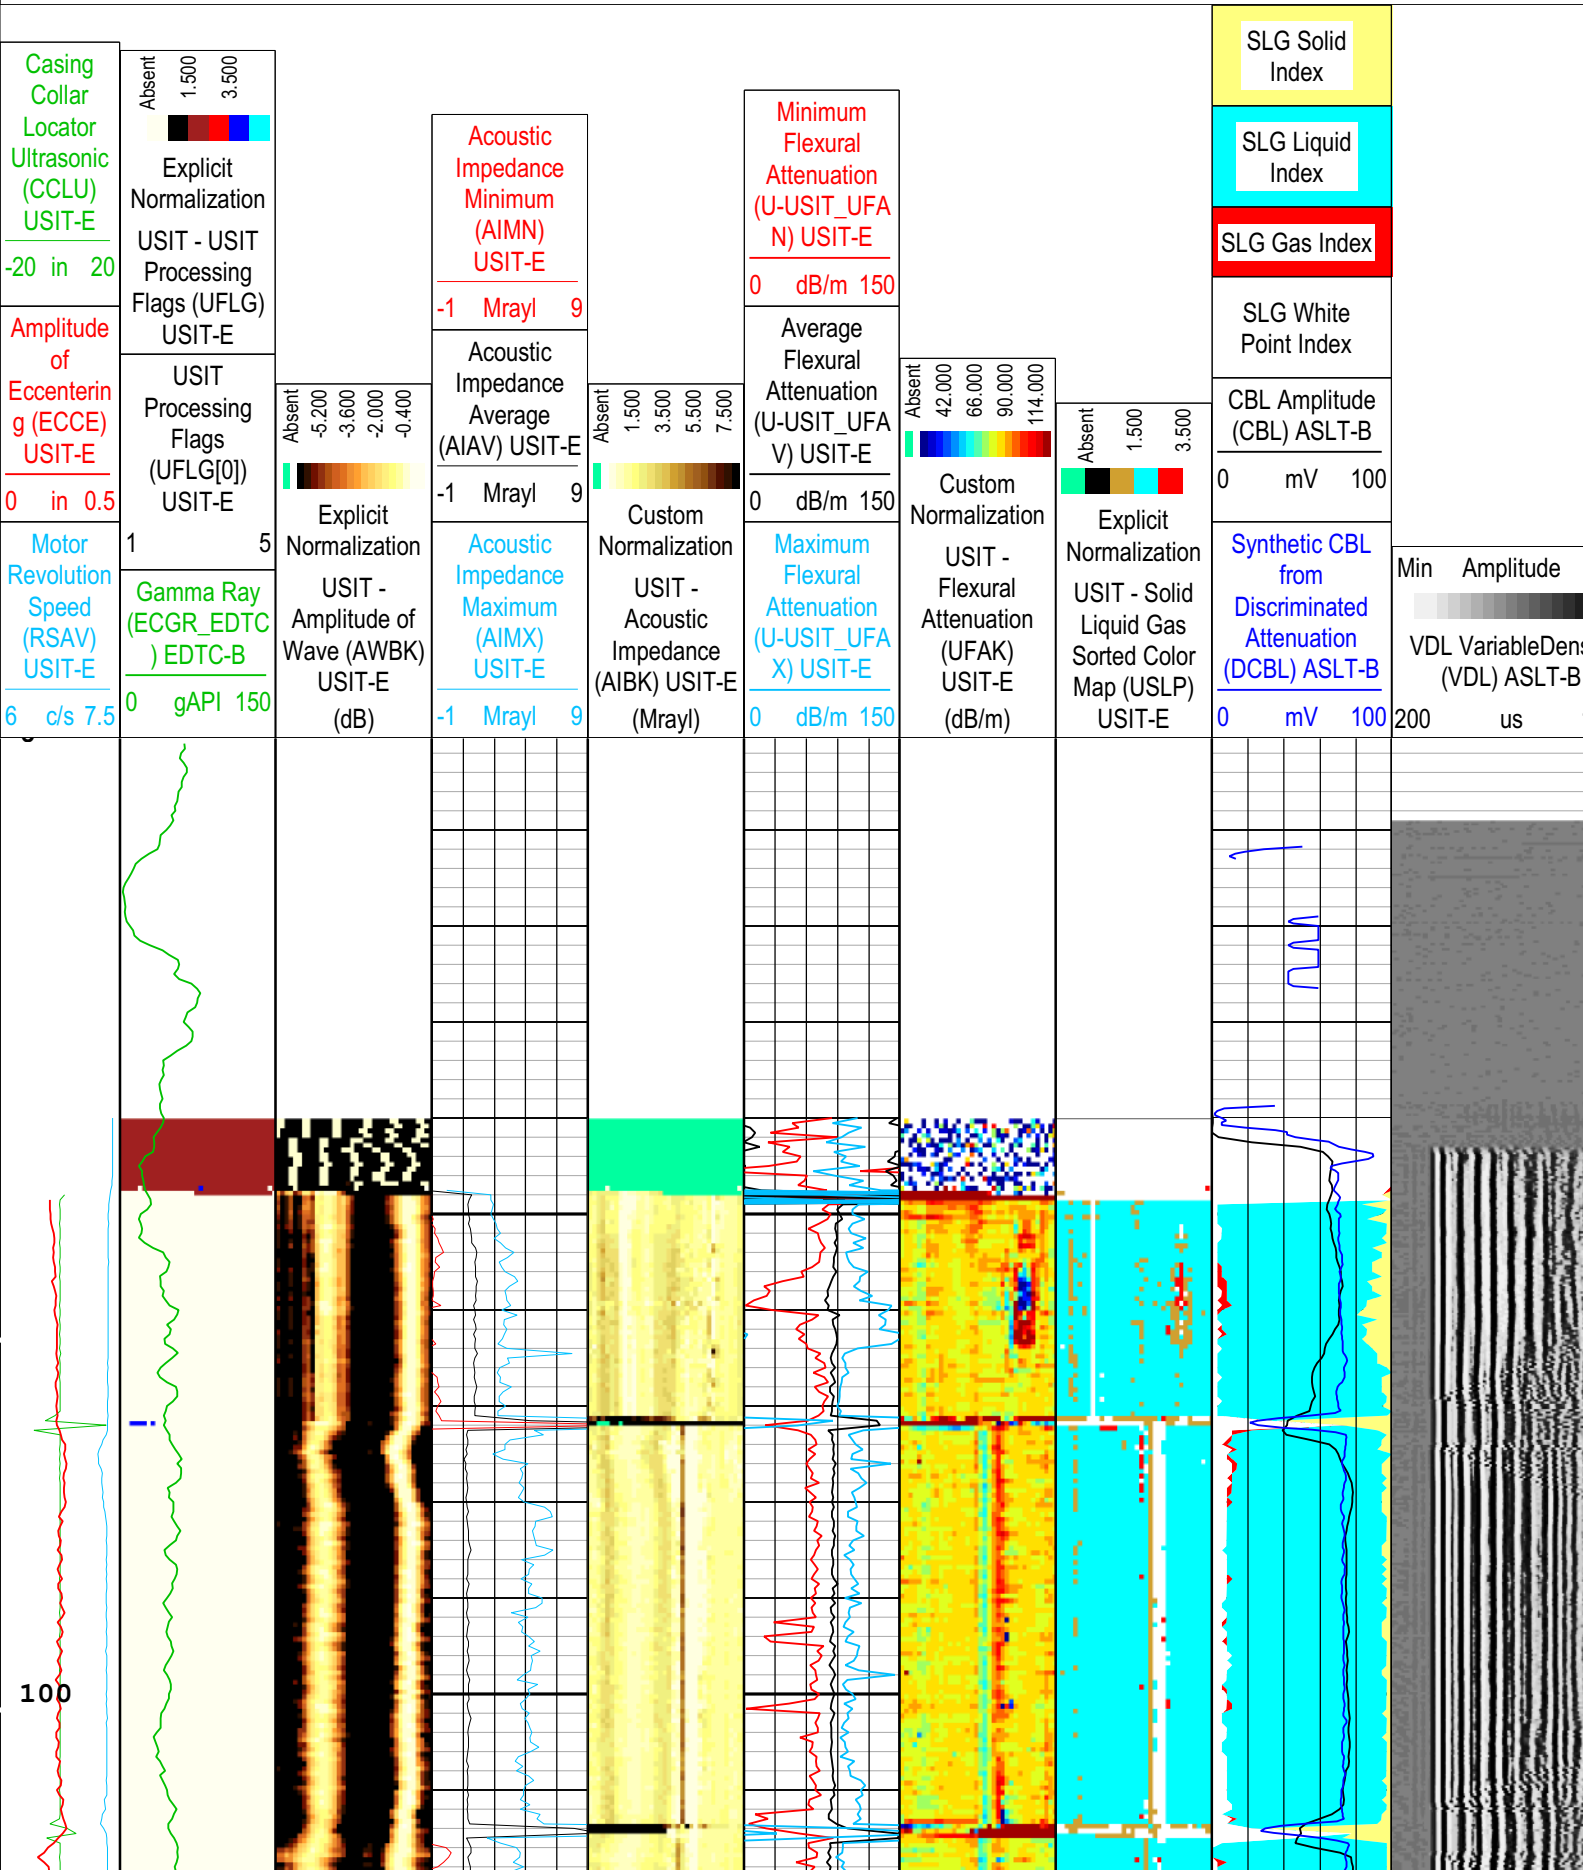 Casing
Collar
Locator
Ultrasonic
(CCLU)
USIT-E
-20 in 20
Amplitude
of
Eccenterin
g (ECCE)
USIT-E
0 in 0.5
Motor
Revolution
Speed
(RSAV)
USIT-E
6 c/s 7.5
Absent 1.500 3.500
Explicit
Normalization
USIT - USIT
Processing
Flags (UFLG)
USIT-E
USIT
Processing
Flags
(UFLG[0])
USIT-E
1 5
Gamma Ray
(ECGR_EDTC
) EDTC-B
0 gAPI 150
Absent -5.200 -3.600 -2.000 -0.400
Explicit
Normalization
USIT -
Amplitude of
Wave (AWBK)
USIT-E
(dB)
Acoustic
Impedance
Minimum
(AIMN)
USIT-E
-1 Mrayl 9
Acoustic
Impedance
Average
(AIAV) USIT-E
-1 Mrayl 9
Acoustic
Impedance
Maximum
(AIMX)
USIT-E
-1 Mrayl 9
Absent 1.500 3.500 5.500 7.500
Custom
Normalization
USIT -
Acoustic
Impedance
(AIBK) USIT-E
(Mrayl)
Minimum
Flexural
Attenuation
(U-USIT_UFA
N) USIT-E
0 dB/m 150
Average
Flexural
Attenuation
(U-USIT_UFA
V) USIT-E
0 dB/m 150
Maximum
Flexural
Attenuation
(U-USIT_UFA
X) USIT-E
0 dB/m 150
Absent 42.000 66.000 90.000 114.000
Custom
Normalization
USIT -
Flexural
Attenuation
(UFAK)
USIT-E
(dB/m)
Absent 1.500 3.500
Explicit
Normalization
USIT - Solid
Liquid Gas
Sorted Color
Map (USLP)
USIT-E
SLG Solid
Index
SLG Liquid
Index
SLG Gas Index
SLG White
Point Index
CBL Amplitude
(CBL) ASLT-B
0 mV 100
Synthetic CBL
from
Discriminated
Attenuation
(DCBL) ASLT-B
0 mV 100
Min Amplitude
VDL VariableDens
(VDL) ASLT-B
200 us
100